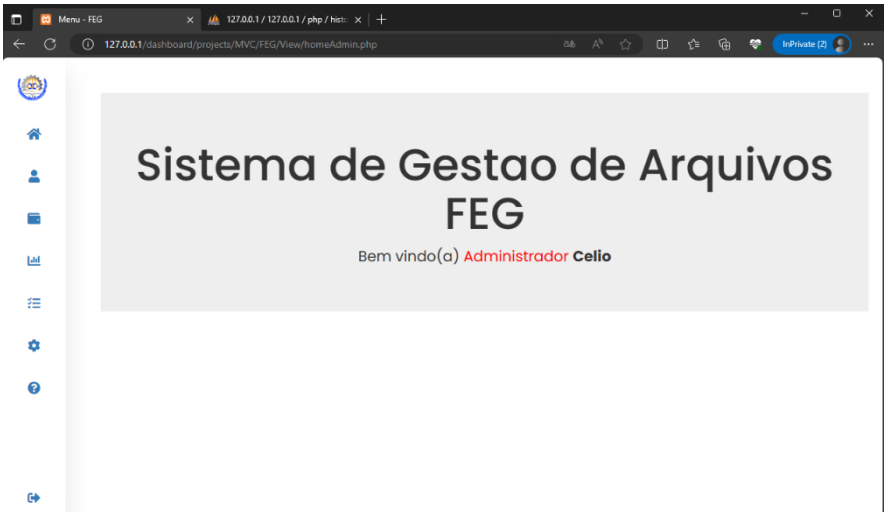 Menu - FEG
127.0.0.1 / 127.0.0.1 / php / histo
127.0.0.1/dashboard/projects/MVC/FEG/View/homeAdmin.php
InPrivate (2)
Sistema de Gestao de Arquivos
FEG
Bem vindo(a) Administrador Celio